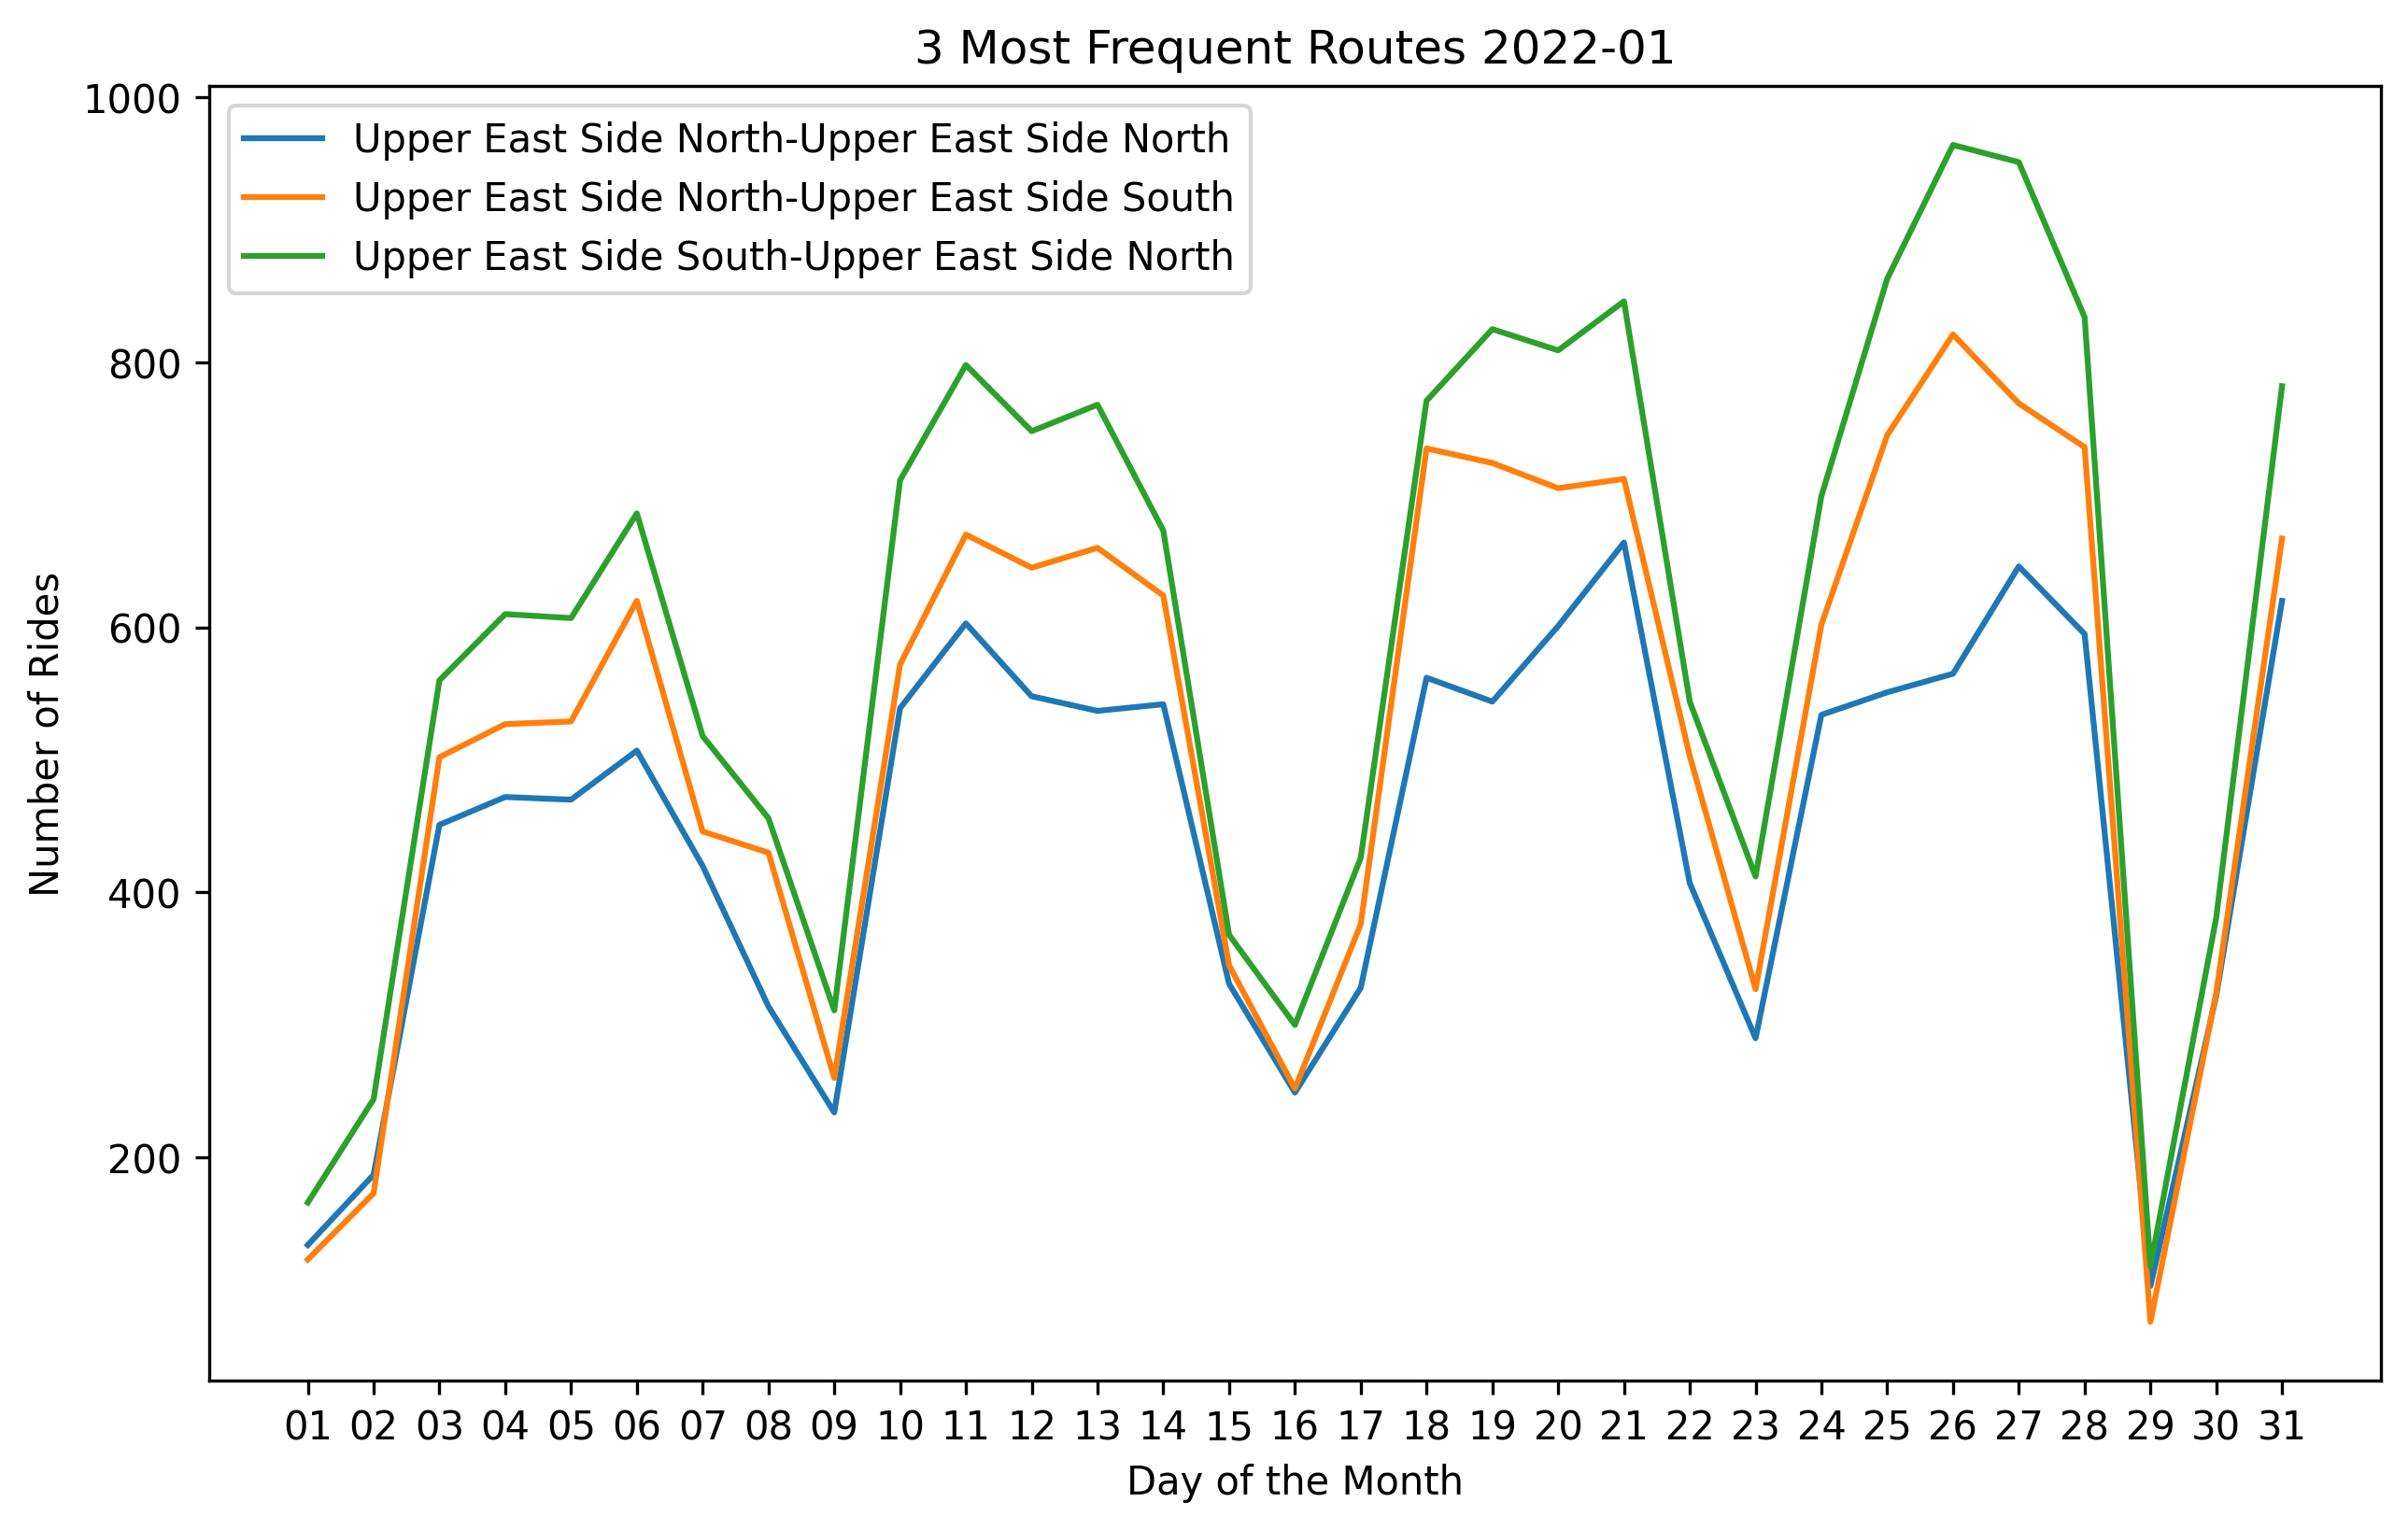 3 Most Frequent Routes 2022-01
1000
Upper East Side North-Upper East Side North
Upper East Side North-Upper East Side South
Upper East Side South-Upper East Side North
800
600
400
200
Number of Rides
01 02 03 04 05 06 07 08 09 10 11 12 13 14 15 16 17 18 19 20 21 22 23 24 25 26 27 28 29 30 31
Day of the Month